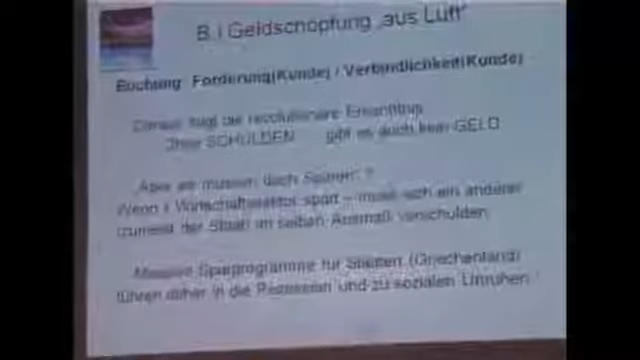 B.I Geldschöpfung „aus Luft"
Buchung: Forderung(Kunde) / Verbindlichkeit(Kunde)
Daraus folgt die revolutionäre Erkenntnis
Ohne SCHULDEN gibt es auch kein GELD
„Aber wir müssen doch Sparen" ?
Wenn 1 Wirtschaftssektor spart – muss sich ein anderer
(zumeist der Staat) im selben Ausmaß verschulden
Massive Sparprogramme für Staaten (Griechenland)
führen daher in die Rezession und zu sozialen Unruhen